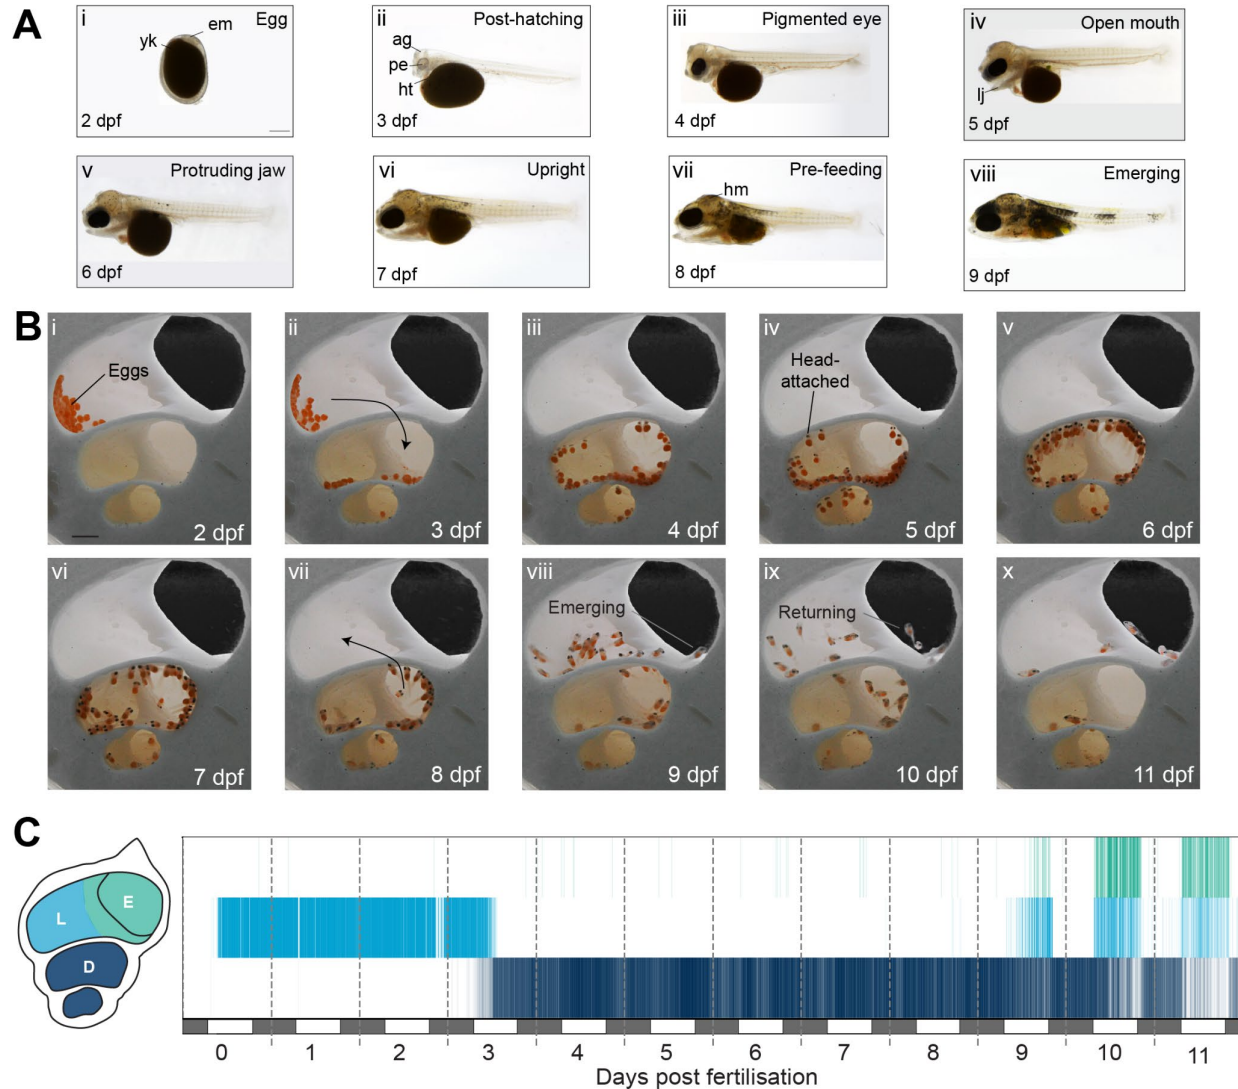 A
i Egg
em
yk
2 dpf
ii Post-hatching
ag
pe
ht
3 dpf
iii Pigmented eye
4 dpf
iv Open mouth
lj
5 dpf
v Protruding jaw
6 dpf
vi Upright
7 dpf
vii Pre-feeding
hm
8 dpf
viii Emerging
9 dpf
B
i
Eggs
2 dpf
ii
3 dpf
iii
4 dpf
iv
Head-
attached
5 dpf
v
6 dpf
vi
7 dpf
vii
8 dpf
viii
Emerging
9 dpf
ix
Returning
10 dpf
x
11 dpf
C
L E
D
0 1 2 3 4 5 6 7 8 9 10 11
Days post fertilisation